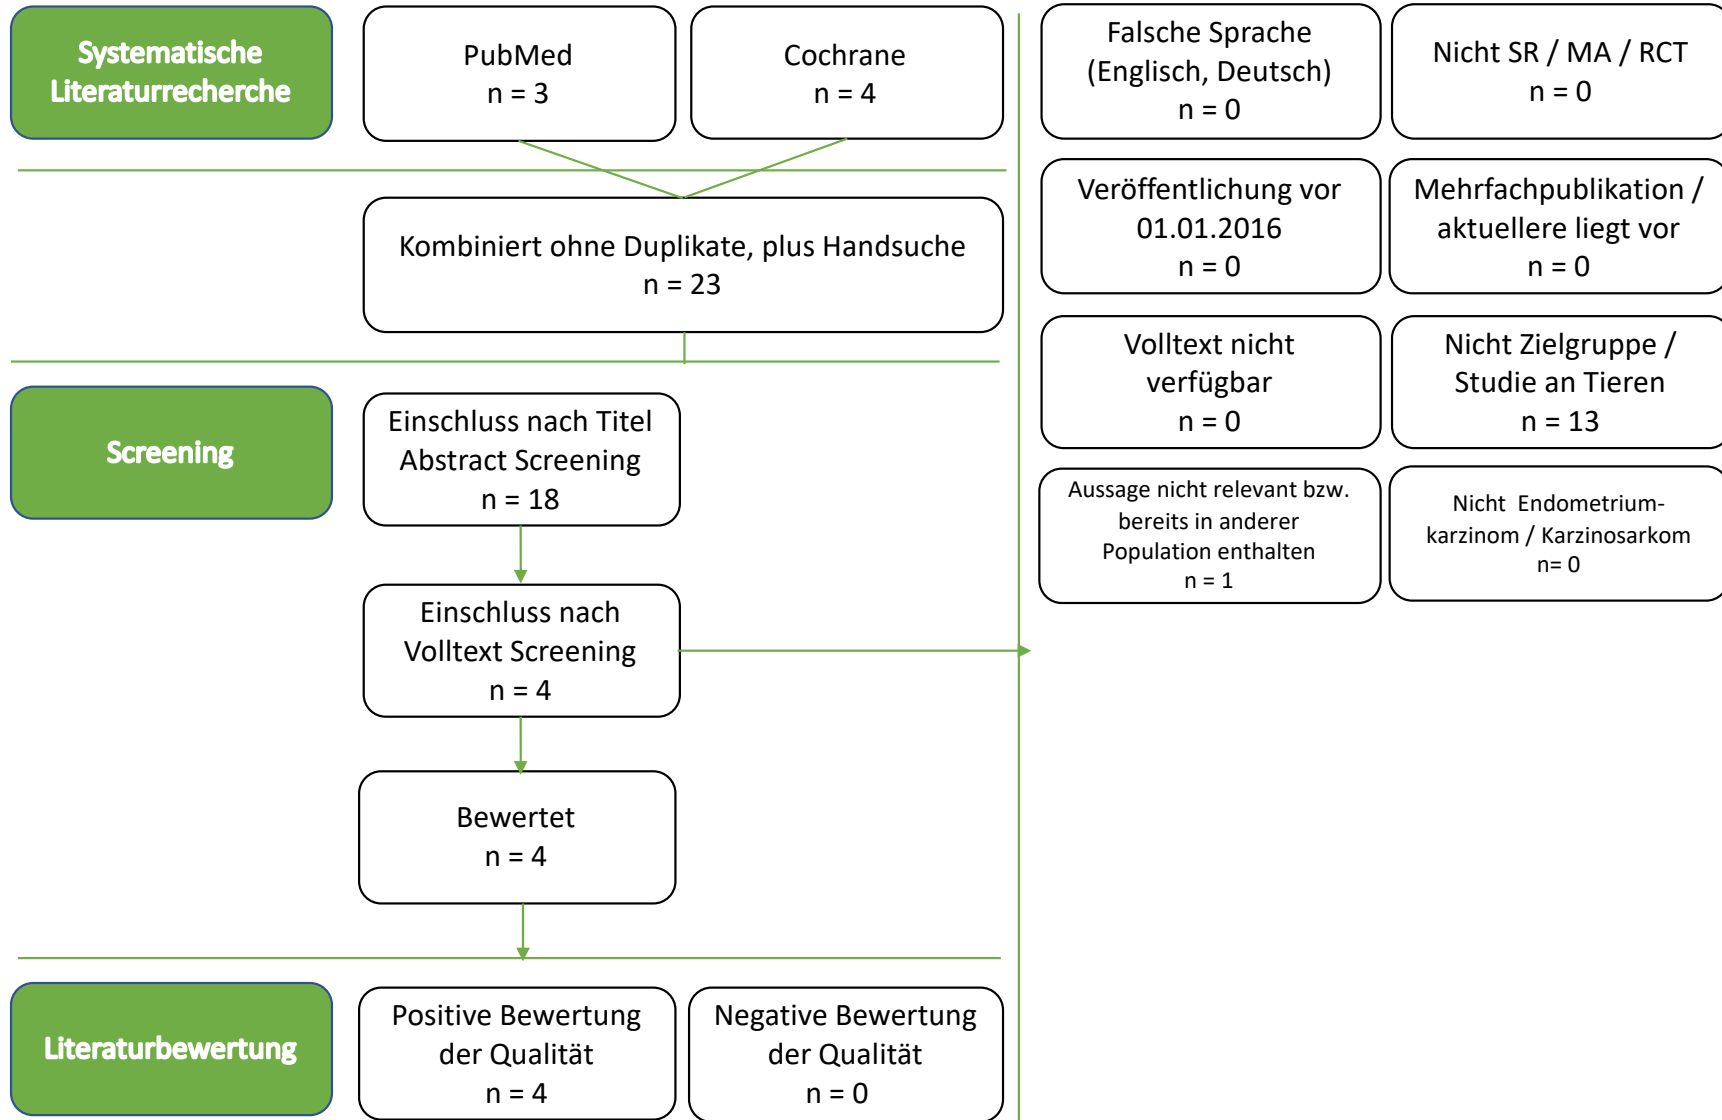 Systematische
Literaturrecherche
PubMed
n = 3
Cochrane
n = 4
Kombiniert ohne Duplikate, plus Handsuche
n = 23
Screening
Einschluss nach Titel
Abstract Screening
n = 18
Einschluss nach
Volltext Screening
n = 4
Bewertet
n = 4
Literaturbewertung
Positive Bewertung
der Qualität
n = 4
Negative Bewertung
der Qualität
n = 0
Falsche Sprache
(Englisch, Deutsch)
n = 0
Nicht SR / MA / RCT
n = 0
Veröffentlichung vor
01.01.2016
n = 0
Mehrfachpublikation /
aktuellere liegt vor
n = 0
Volltext nicht
verfügbar
n = 0
Nicht Zielgruppe /
Studie an Tieren
n = 13
Aussage nicht relevant bzw.
bereits in anderer
Population enthalten
n = 1
Nicht Endometrium-
karzinom / Karzinosarkom
n= 0